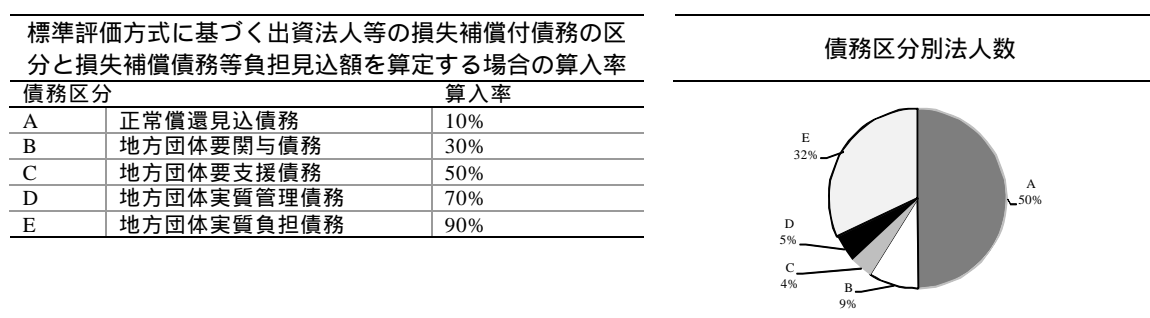 標準評価方式に基づく出資法人等の損失補償付債務の区
分と損失補償債務等負担見込額を算定する場合の算入率
債務区分 算入率
A 正常償還見込債務 10%
B 地方団体要関与債務 30%
C 地方団体要支援債務 50%
D 地方団体実質管理債務 70%
E 地方団体実質負担債務 90%
債務区分別法人数
E
32%
A
50%
D
5%
C
4%
B
9%